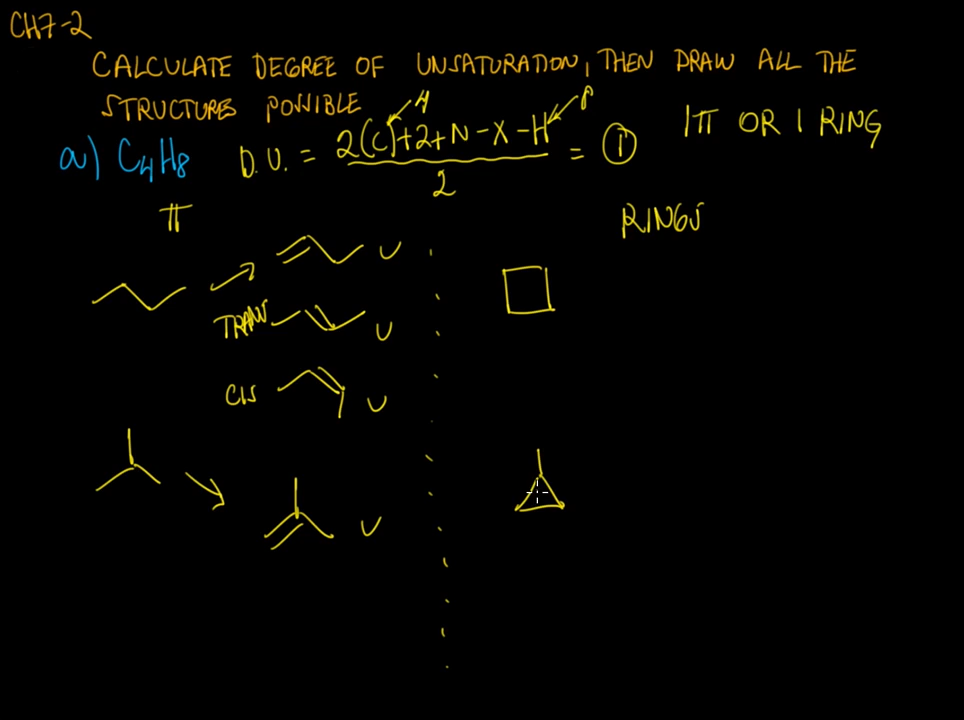 CH7-2
CALCULATE DEGREE OF UNSATURATION, THEN DRAW ALL THE
STRUCTURES POSSIBLE
4
8
a) C4H8 D.U. = 2(C)+2+N-X-H / 2 = 1
1π OR 1 RING
π
RINGS
TRANS
CIS